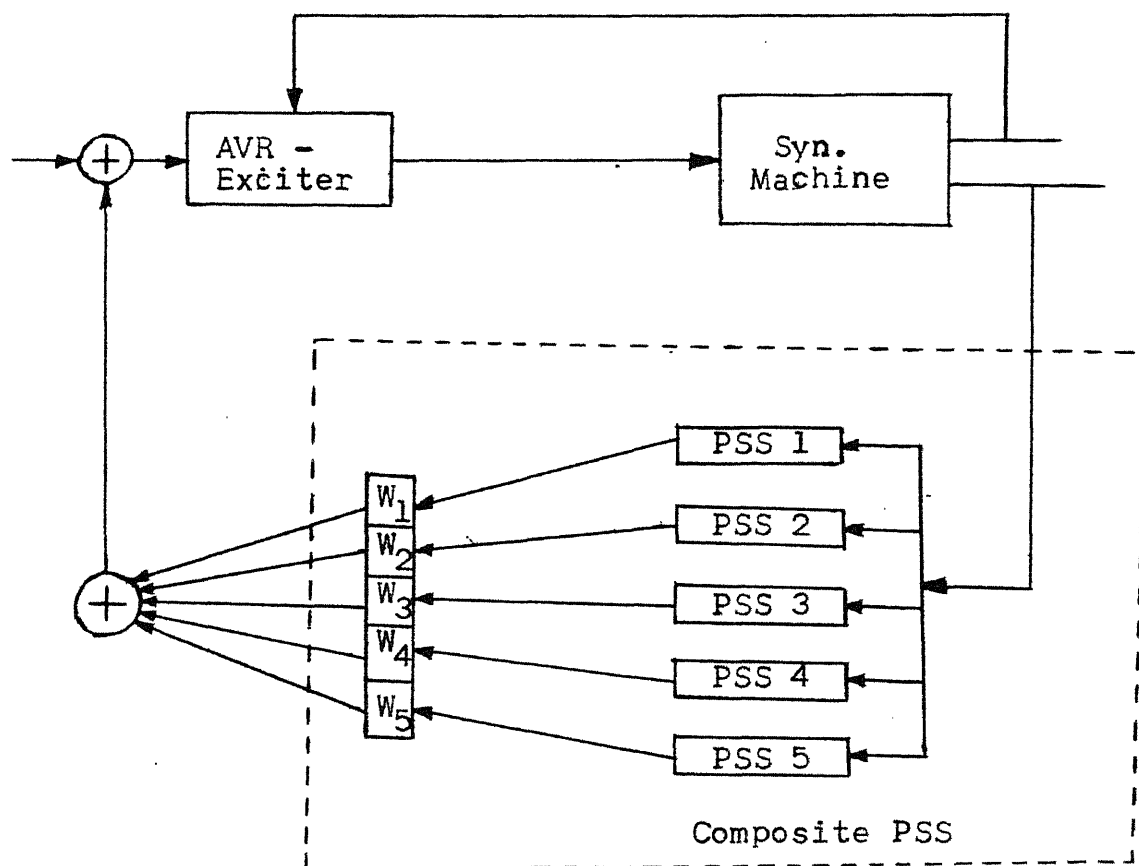 AVR -
Exciter
Syn.
Machine
+
PSS 1
W1
PSS 2
W2
+
PSS 3
W3
PSS 4
W4
PSS 5
W5
Composite PSS